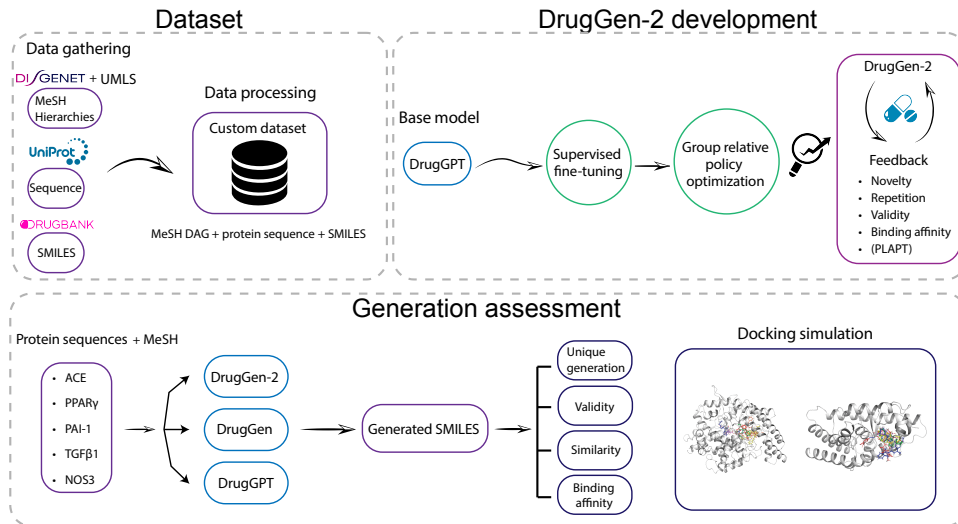 Dataset
Data gathering
DISGENET + UMLS
MeSH
Hierarchies
UniProt
Sequence
DRUGBANK
SMILES
Data processing
Custom dataset
MeSH DAG + protein sequence + SMILES
DrugGen-2 development
Base model
DrugGPT
Supervised
fine-tuning
Group relative
policy
optimization
DrugGen-2
Feedback
• Novelty
• Repetition
• Validity
• Binding affinity
• (PLAPT)
Generation assessment
Protein sequences + MeSH
• ACE
• PPARγ
• PAI-1
• TGFβ1
• NOS3
DrugGen-2
DrugGen
DrugGPT
Generated SMILES
Unique
generation
Validity
Similarity
Binding
affinity
Docking simulation